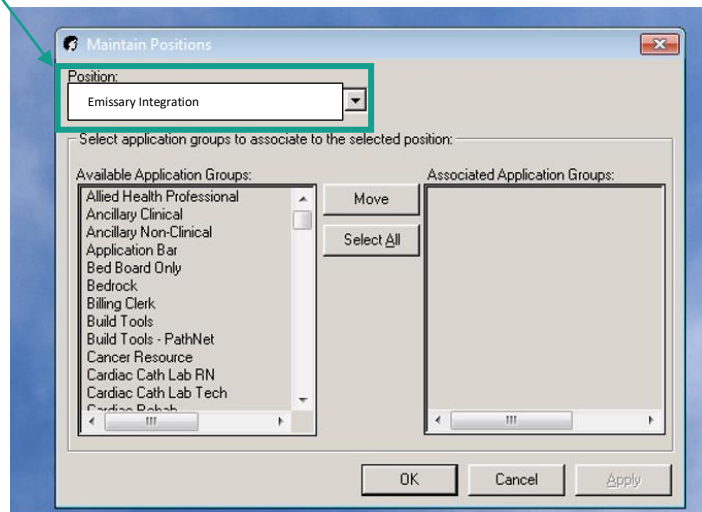 Maintain Positions
Position:
Emissary Integration
Select application groups to associate to the selected position:
Available Application Groups:
Allied Health Professional
Ancillary Clinical
Ancillary Non-Clinical
Application Bar
Bed Board Only
Bedrock
Billing Clerk
Build Tools
Build Tools - PathNet
Cancer Resource
Cardiac Cath Lab RN
Cardiac Cath Lab Tech
Cardiac Rehab
Move
Select All
Associated Application Groups:
OK
Cancel
Apply